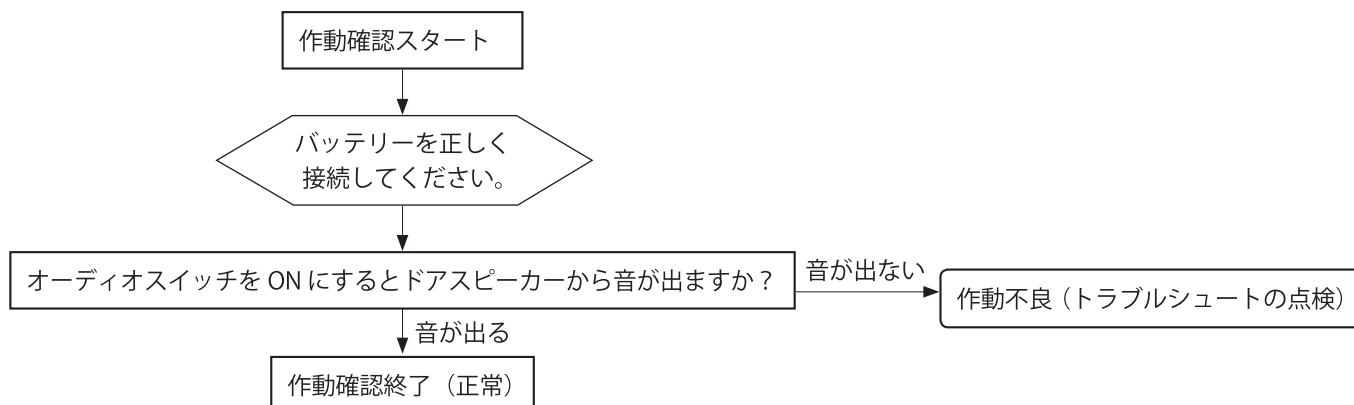 作動確認スタート
バッテリーを正しく
接続してください。
オーディオスイッチを ON にするとドアスピーカーから音が出ますか？
音が出ない
作動不良（トラブルシュートの点検）
音が出る
作動確認終了（正常）